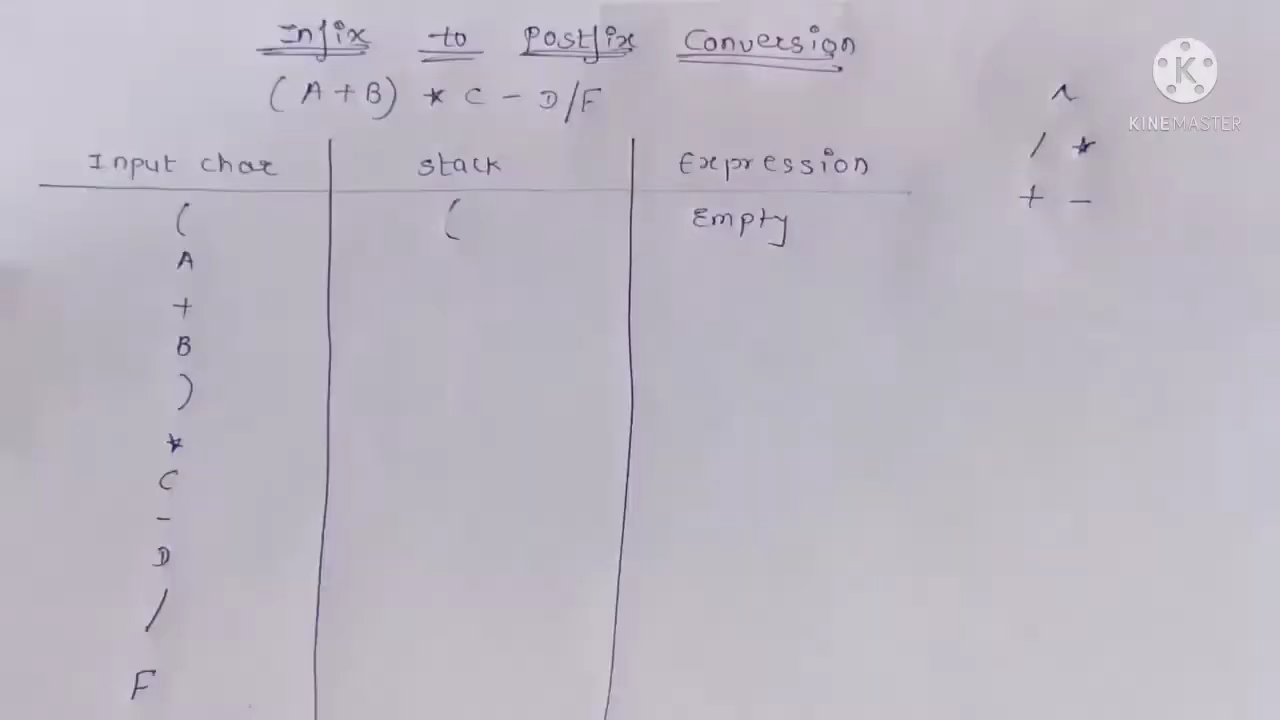 Infix to Postfix Conversion
(A+B) * C - D/F
^
K
KINEMASTER
/ *
+ -
Input char Stack Expression
( ( Empty
A
+
B
)
*
C
-
D
/
F